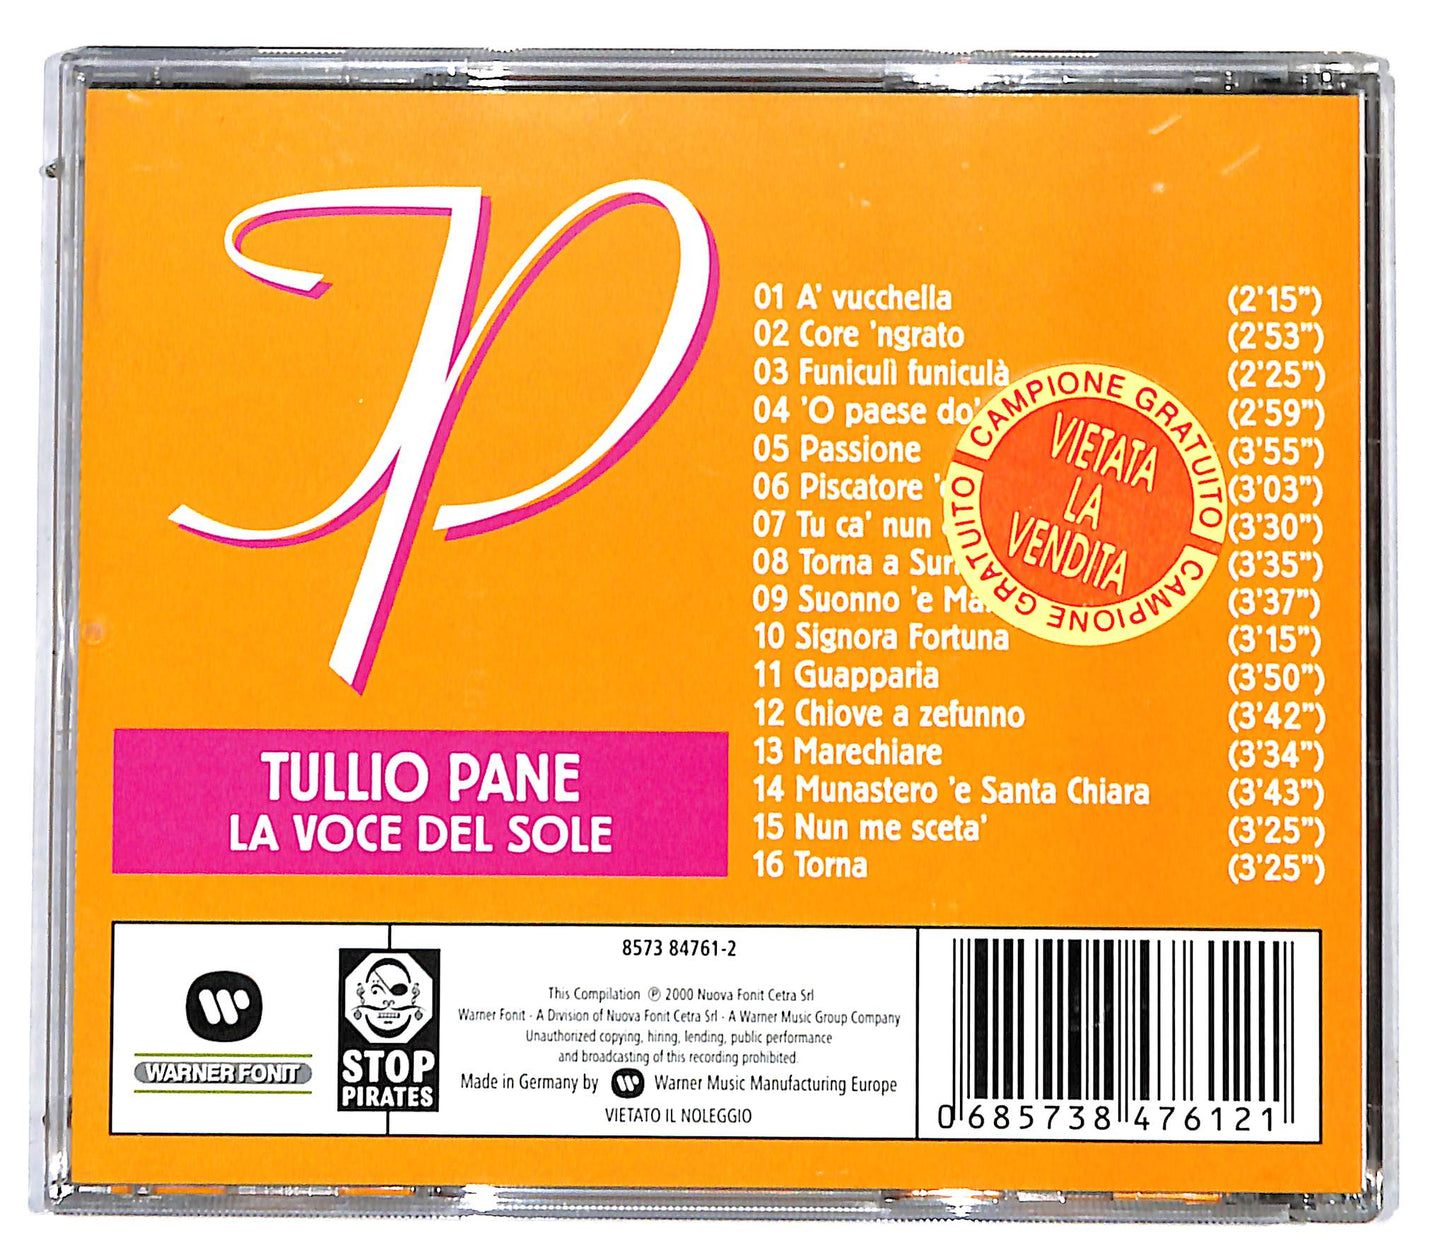 TP
01 A' vucchella (2'15")
02 Core 'ngrato (2'53")
03 Funiculì funiculà (2'25")
04 'O paese do' (2'59")
05 Passione (3'55")
06 Piscatore (3'03")
07 Tu ca' nun (3'30")
08 Torna a (3'35")
09 Suonno 'e (3'37")
10 Signora Fortuna (3'15")
11 Guapparia (3'50")
12 Chiove a zefunno (3'42")
13 Marechiare (3'34")
14 Munastero 'e Santa Chiara (3'43")
15 Nun me sceta' (3'25")
16 Torna (3'25")
CAMPIONE GRATUITO
CAMPIONE GRATUITO
VIETATA
LA
VENDITA
TULLIO PANE
LA VOCE DEL SOLE
WARNER FONIT
STOP
PIRATES
8573 84761-2
This Compilation ℗ 2000 Nuova Fonit Cetra Srl
Warner Fonit - A Division of Nuova Fonit Cetra Srl - A Warner Music Group Company
Unauthorized copying, hiring, lending, public performance
and broadcasting of this recording prohibited.
Made in Germany by Warner Music Manufacturing Europe
VIETATO IL NOLEGGIO
0 685738 476121